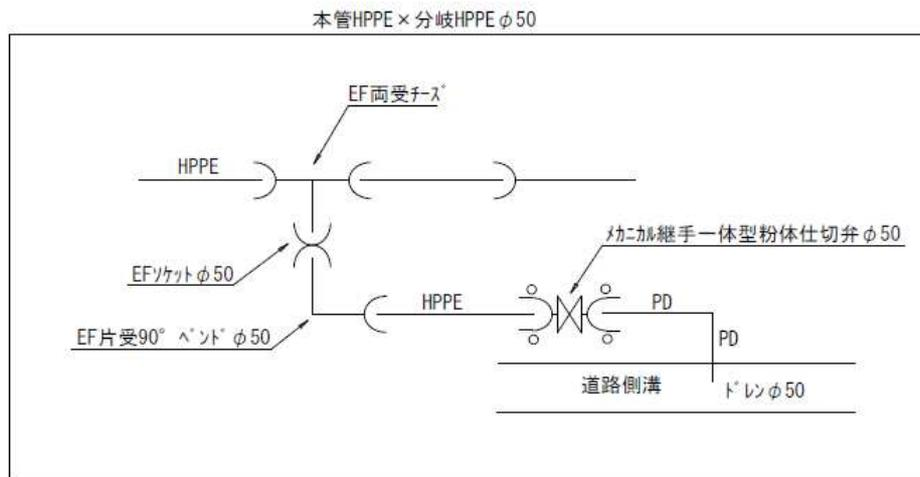 本管HPPE×分岐HPPEφ50
EF両受ﾁｰｽﾞ
HPPE
ﾒｶﾆｶﾙ継手一体型粉体仕切弁φ50
EFｿｹｯﾄφ50
HPPE
PD
EF片受90° ﾍﾞﾝﾄﾞφ50
PD
道路側溝
ﾄﾞﾚﾝφ50